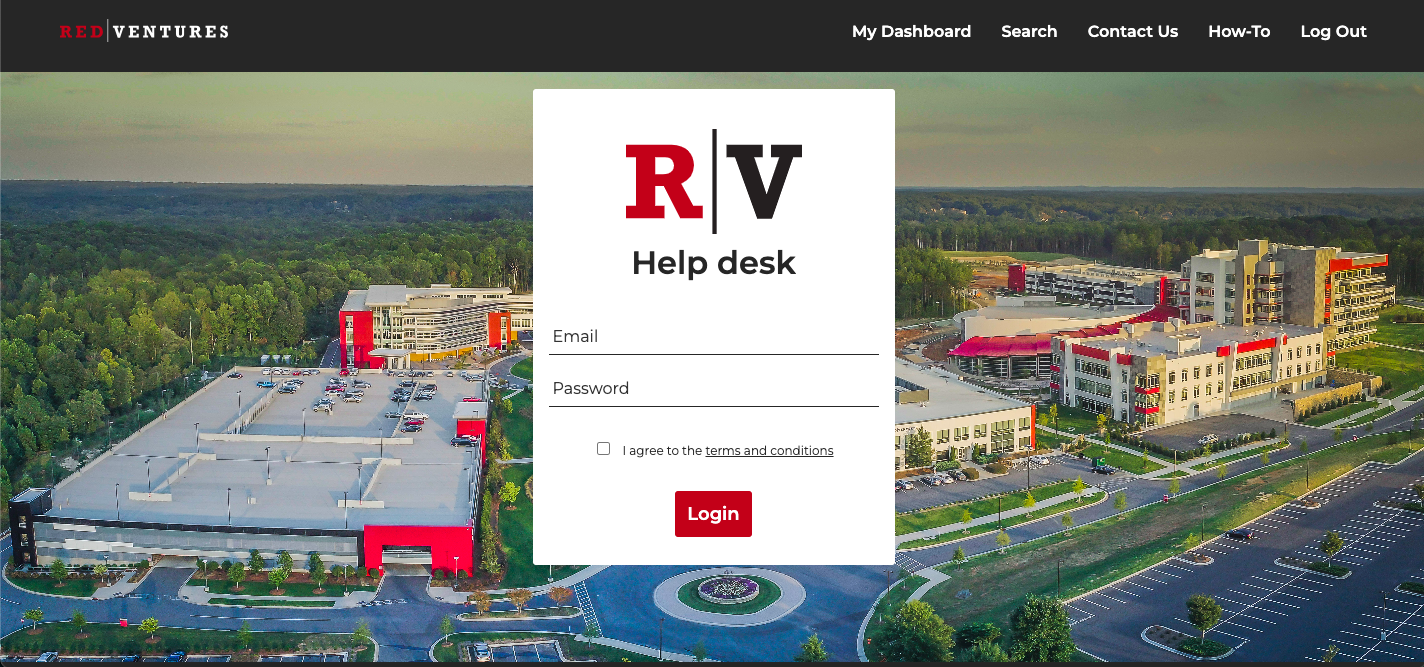 RED|VENTURES
My Dashboard Search Contact Us How-To Log Out
R|V
Help desk
Email
Password
I agree to the terms and conditions
Login